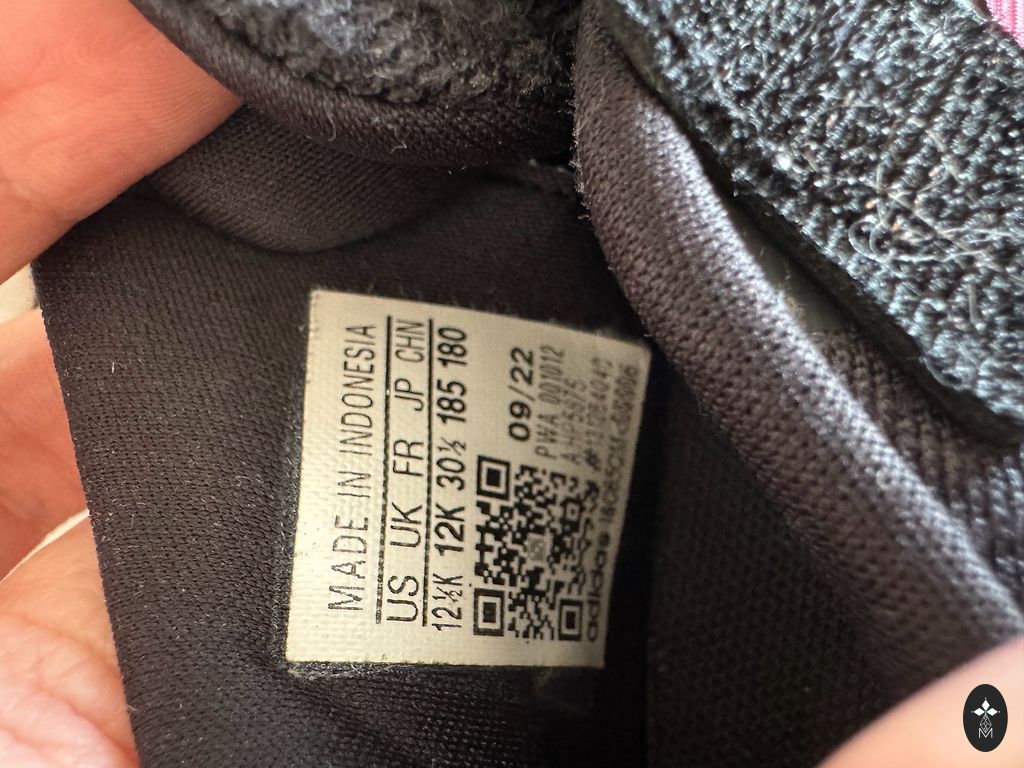 MADE IN INDONESIA
US UK FR JP CHN
12½K 12K 30½ 185 180
09/22
PWA 001012
adidas
M